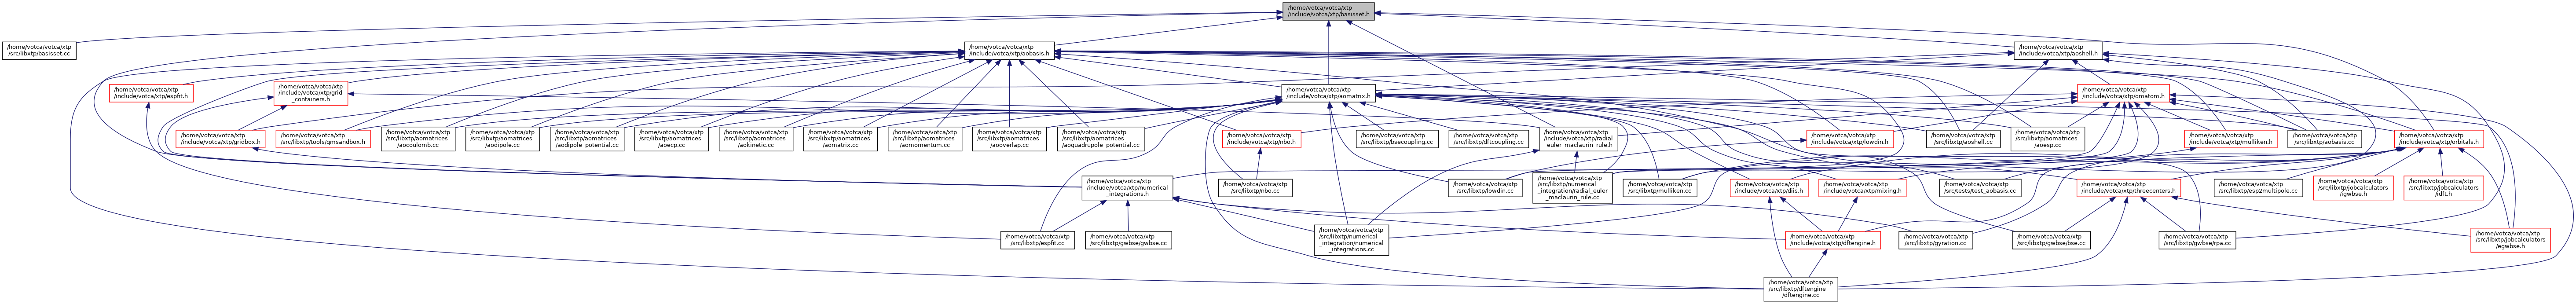 /home/votca/votca/xtp
/include/votca/xtp/basisset.h
/home/votca/votca/xtp
/src/libxtp/basisset.cc
/home/votca/votca/xtp
/include/votca/xtp/aobasis.h
/home/votca/votca/xtp
/include/votca/xtp/aoshell.h
/home/votca/votca/xtp
/include/votca/xtp/espfit.h
/home/votca/votca/xtp
/include/votca/xtp/grid
_containers.h
/home/votca/votca/xtp
/include/votca/xtp/aomatrix.h
/home/votca/votca/xtp
/include/votca/xtp/qmatom.h
/home/votca/votca/xtp
/include/votca/xtp/gridbox.h
/home/votca/votca/xtp
/src/libxtp/tools/qmsandbox.h
/home/votca/votca/xtp
/src/libxtp/aomatrices
/aocoulomb.cc
/home/votca/votca/xtp
/src/libxtp/aomatrices
/aodipole.cc
/home/votca/votca/xtp
/src/libxtp/aomatrices
/aodipole_potential.cc
/home/votca/votca/xtp
/src/libxtp/aomatrices
/aoecp.cc
/home/votca/votca/xtp
/src/libxtp/aomatrices
/aokinetic.cc
/home/votca/votca/xtp
/src/libxtp/aomatrices
/aomatrix.cc
/home/votca/votca/xtp
/src/libxtp/aomatrices
/aomomentum.cc
/home/votca/votca/xtp
/src/libxtp/aomatrices
/aooverlap.cc
/home/votca/votca/xtp
/src/libxtp/aomatrices
/aoquadrupole_potential.cc
/home/votca/votca/xtp
/include/votca/xtp/nbo.h
/home/votca/votca/xtp
/src/libxtp/bsecoupling.cc
/home/votca/votca/xtp
/src/libxtp/dftcoupling.cc
/home/votca/votca/xtp
/include/votca/xtp/radial
_euler_maclaurin_rule.h
/home/votca/votca/xtp
/include/votca/xtp/lowdin.h
/home/votca/votca/xtp
/src/libxtp/aoshell.cc
/home/votca/votca/xtp
/src/libxtp/aomatrices
/aoesp.cc
/home/votca/votca/xtp
/include/votca/xtp/mulliken.h
/home/votca/votca/xtp
/src/libxtp/aobasis.cc
/home/votca/votca/xtp
/include/votca/xtp/orbitals.h
/home/votca/votca/xtp
/include/votca/xtp/numerical
_integrations.h
/home/votca/votca/xtp
/src/libxtp/nbo.cc
/home/votca/votca/xtp
/src/libxtp/lowdin.cc
/home/votca/votca/xtp
/src/libxtp/numerical
_integration/radial_euler
_maclaurin_rule.cc
/home/votca/votca/xtp
/src/libxtp/mulliken.cc
/home/votca/votca/xtp
/include/votca/xtp/diis.h
/home/votca/votca/xtp
/include/votca/xtp/mixing.h
/home/votca/votca/xtp
/src/tests/test_aobasis.cc
/home/votca/votca/xtp
/include/votca/xtp/threecenters.h
/home/votca/votca/xtp
/src/libxtp/esp2multipole.cc
/home/votca/votca/xtp
/src/libxtp/jobcalculators
/igwbse.h
/home/votca/votca/xtp
/src/libxtp/jobcalculators
/idft.h
/home/votca/votca/xtp
/src/libxtp/espfit.cc
/home/votca/votca/xtp
/src/libxtp/gwbse/gwbse.cc
/home/votca/votca/xtp
/src/libxtp/numerical
_integration/numerical
_integrations.cc
/home/votca/votca/xtp
/include/votca/xtp/dftengine.h
/home/votca/votca/xtp
/src/libxtp/gyration.cc
/home/votca/votca/xtp
/src/libxtp/gwbse/bse.cc
/home/votca/votca/xtp
/src/libxtp/gwbse/rpa.cc
/home/votca/votca/xtp
/src/libxtp/jobcalculators
/egwbse.h
/home/votca/votca/xtp
/src/libxtp/dftengine
/dftengine.cc